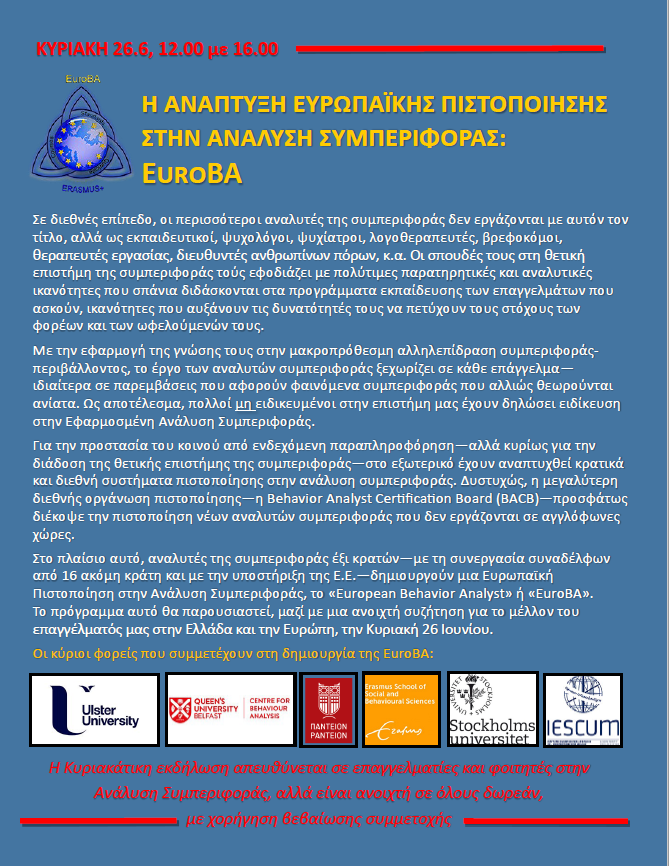 ΚΥΡΙΑΚΗ 26.6, 12.00 με 16.00
EuroBA
ERASMUS+
Η ΑΝΑΠΤΥΞΗ ΕΥΡΩΠΑΪΚΗΣ ΠΙΣΤΟΠΟΙΗΣΗΣ
ΣΤΗΝ ΑΝΑΛΥΣΗ ΣΥΜΠΕΡΙΦΟΡΑΣ:
EUROBA
Σε διεθνές επίπεδο, οι περισσότεροι αναλυτές της συμπεριφοράς δεν εργάζονται με αυτόν τον
τίτλο, αλλά ως εκπαιδευτικοί, ψυχολόγοι, ψυχίατροι, λογοθεραπευτές, βρεφοκόμοι,
θεραπευτές εργασίας, διευθυντές ανθρωπίνων πόρων, κ.α. Οι σπουδές τους στη θετική
επιστήμη της συμπεριφοράς τούς εφοδιάζει με πολύτιμες παρατηρητικές και αναλυτικές
ικανότητες που σπάνια διδάσκονται στα προγράμματα εκπαίδευσης των επαγγελμάτων που
ασκούν, ικανότητες που αυξάνουν τις δυνατότητές τους να πετύχουν τους στόχους των
φορέων και των ωφελούμενών τους.
Με την εφαρμογή της γνώσης τους στην μακροπρόθεσμη αλληλεπίδραση συμπεριφοράς-
περιβάλλοντος, το έργο των αναλυτών συμπεριφοράς ξεχωρίζει σε κάθε επάγγελμα—
ιδιαίτερα σε παρεμβάσεις που αφορούν φαινόμενα συμπεριφοράς που αλλιώς θεωρούνται
ανίατα. Ως αποτέλεσμα, πολλοί μη ειδικευμένοι στην επιστήμη μας έχουν δηλώσει ειδίκευση
στην Εφαρμοσμένη Ανάλυση Συμπεριφοράς.
Για την προστασία του κοινού από ενδεχόμενη παραπληροφόρηση—αλλά κυρίως για την
διάδοση της θετικής επιστήμης της συμπεριφοράς—στο εξωτερικό έχουν αναπτυχθεί κρατικά
και διεθνή συστήματα πιστοποίησης στην ανάλυση συμπεριφοράς. Δυστυχώς, η μεγαλύτερη
διεθνής οργάνωση πιστοποίησης—η Behavior Analyst Certification Board (BACB)—προσφάτως
διέκοψε την πιστοποίηση νέων αναλυτών συμπεριφοράς που δεν εργάζονται σε αγγλόφωνες
χώρες.
Στο πλαίσιο αυτό, αναλυτές της συμπεριφοράς έξι κρατών—με τη συνεργασία συναδέλφων
από 16 ακόμη κράτη και με την υποστήριξη της Ε.Ε.—δημιουργούν μια Ευρωπαϊκή
Πιστοποίηση στην Ανάλυση Συμπεριφοράς, το «European Behavior Analyst» ή «EuroBA».
Το πρόγραμμα αυτό θα παρουσιαστεί, μαζί με μια ανοιχτή συζήτηση για το μέλλον του
επαγγέλματός μας στην Ελλάδα και την Ευρώπη, την Κυριακή 26 Ιουνίου.
Οι κύριοι φορείς που συμμετέχουν στη δημιουργία της EuroBA:
Ulster
University
QUEEN'S
UNIVERSITY
BELFAST
CENTRE FOR
BEHAVIOUR
ANALYSIS
ΠΑΝΤΕΙΟΝ
PANTEION
Erasmus School of
Social and
Behavioural Sciences
Erasmus
Stockholms
universitet
IESCUM
Η Κυριακάτικη εκδήλωση απευθύνεται σε επαγγελματίες και φοιτητές στην
Ανάλυση Συμπεριφοράς, αλλά είναι ανοιχτή σε όλους δωρεάν,
με χορήγηση βεβαίωσης συμμετοχής